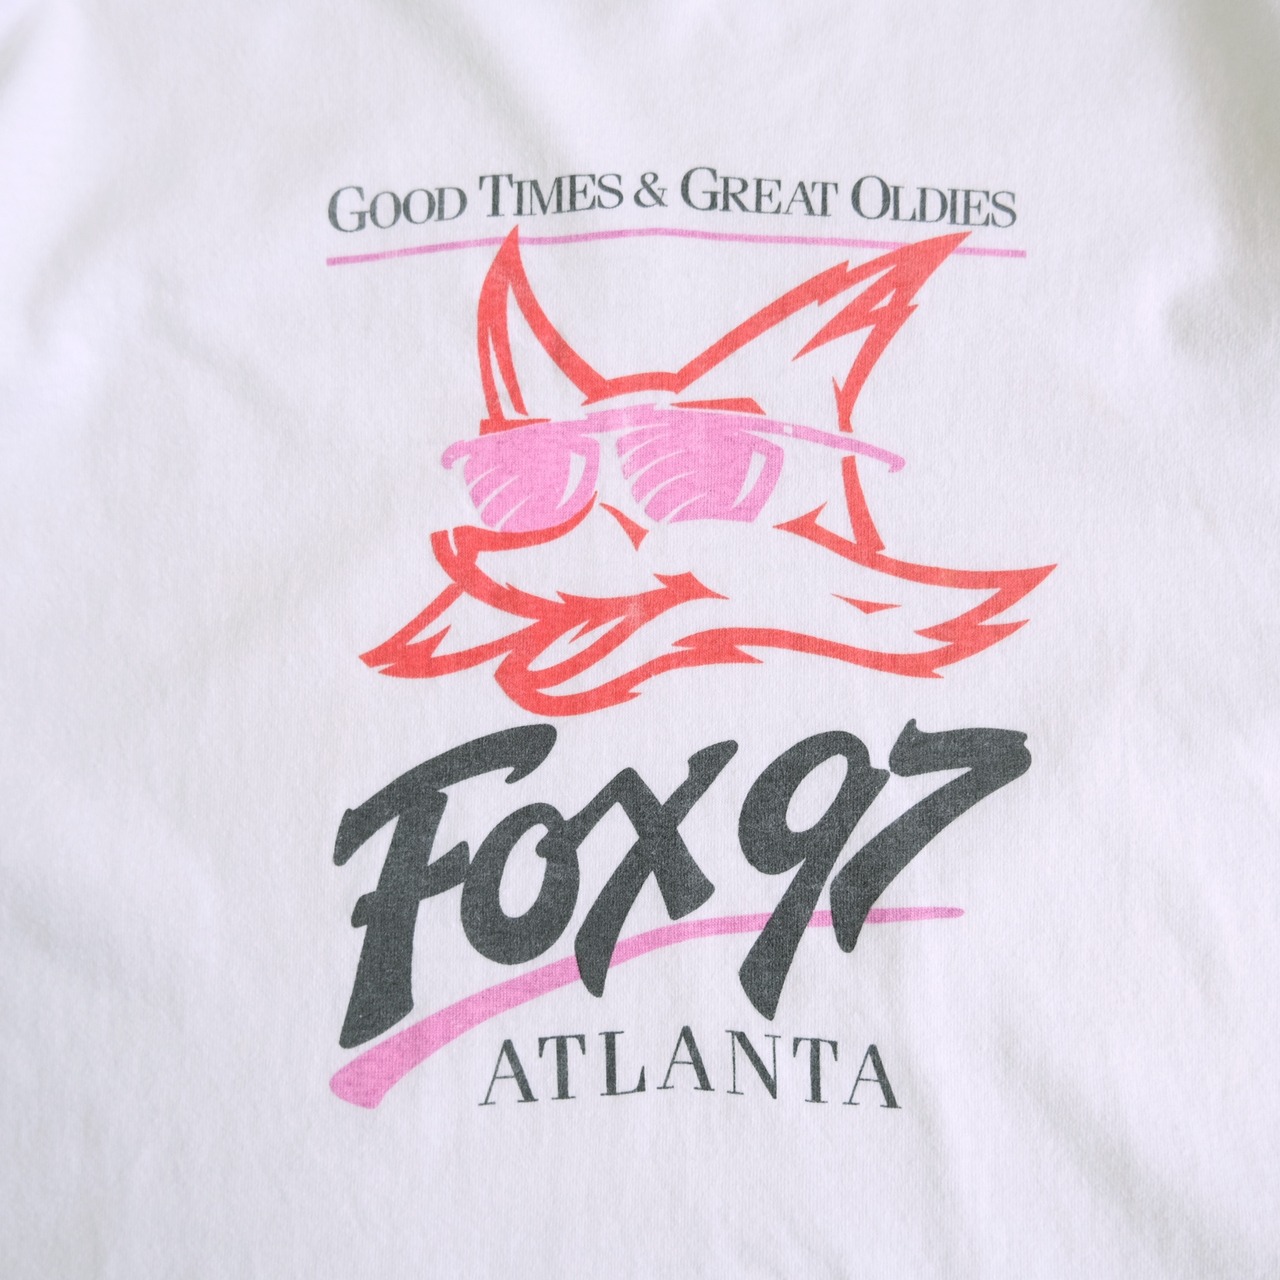 GOOD TIMES & GREAT OLDIES
Fox 97
ATLANTA